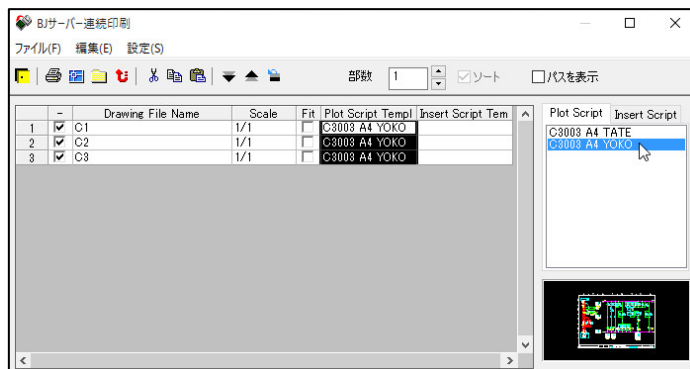 BJサーバー連続印刷
ファイル(F) 編集(E) 設定(S)
部数 1 ソート パスを表示
- Drawing File Name Scale Fit Plot Script Templ Insert Script Tem
1 C1 1/1 C3003 A4 YOKO
2 C2 1/1 C3003 A4 YOKO
3 C3 1/1 C3003 A4 YOKO
Plot Script Insert Script
C3003 A4 TATE
C3003 A4 YOKO